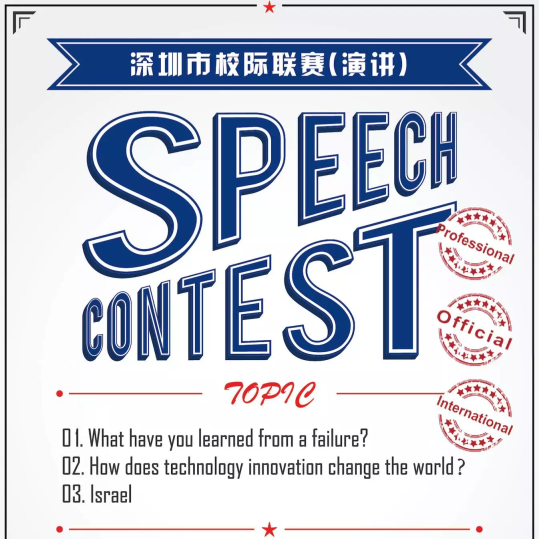 深圳市校际联赛(演讲)
SPEECH
CONTEST
Professional
Official
International
TOPIC
01. What have you learned from a failure?
02. How does technology innovation change the world?
03. Israel